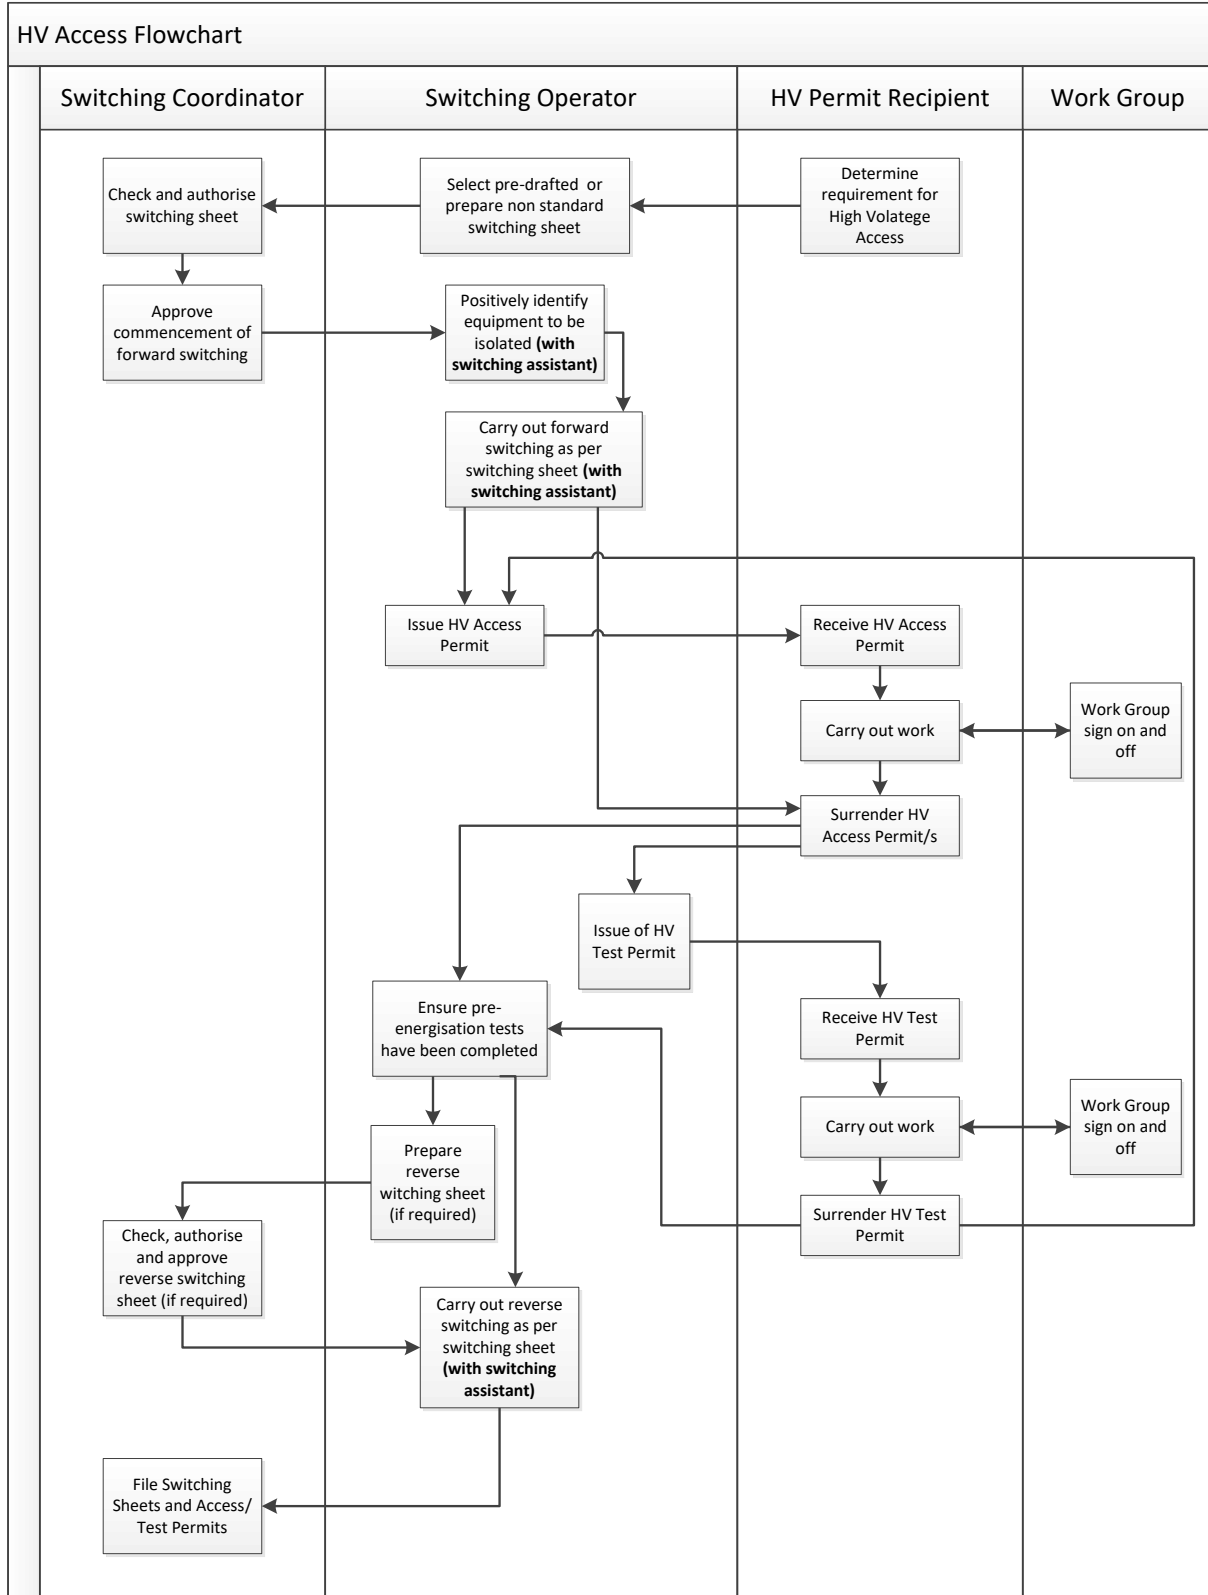 HV Access Flowchart
Switching Coordinator
Switching Operator
HV Permit Recipient
Work Group
Determine
requirement for
High Volatege
Access
Select pre-drafted or
prepare non standard
switching sheet
Check and authorise
switching sheet
Approve
commencement of
forward switching
Positively identify
equipment to be
isolated (with
switching assistant)
Carry out forward
switching as per
switching sheet (with
switching assistant)
Issue HV Access
Permit
Receive HV Access
Permit
Carry out work
Work Group
sign on and
off
Surrender HV
Access Permit/s
Issue of HV
Test Permit
Ensure pre-
energisation tests
have been completed
Receive HV Test
Permit
Carry out work
Work Group
sign on and
off
Surrender HV Test
Permit
Prepare
reverse
witching sheet
(if required)
Check, authorise
and approve
reverse switching
sheet (if required)
Carry out reverse
switching as per
switching sheet
(with switching
assistant)
File Switching
Sheets and Access/
Test Permits